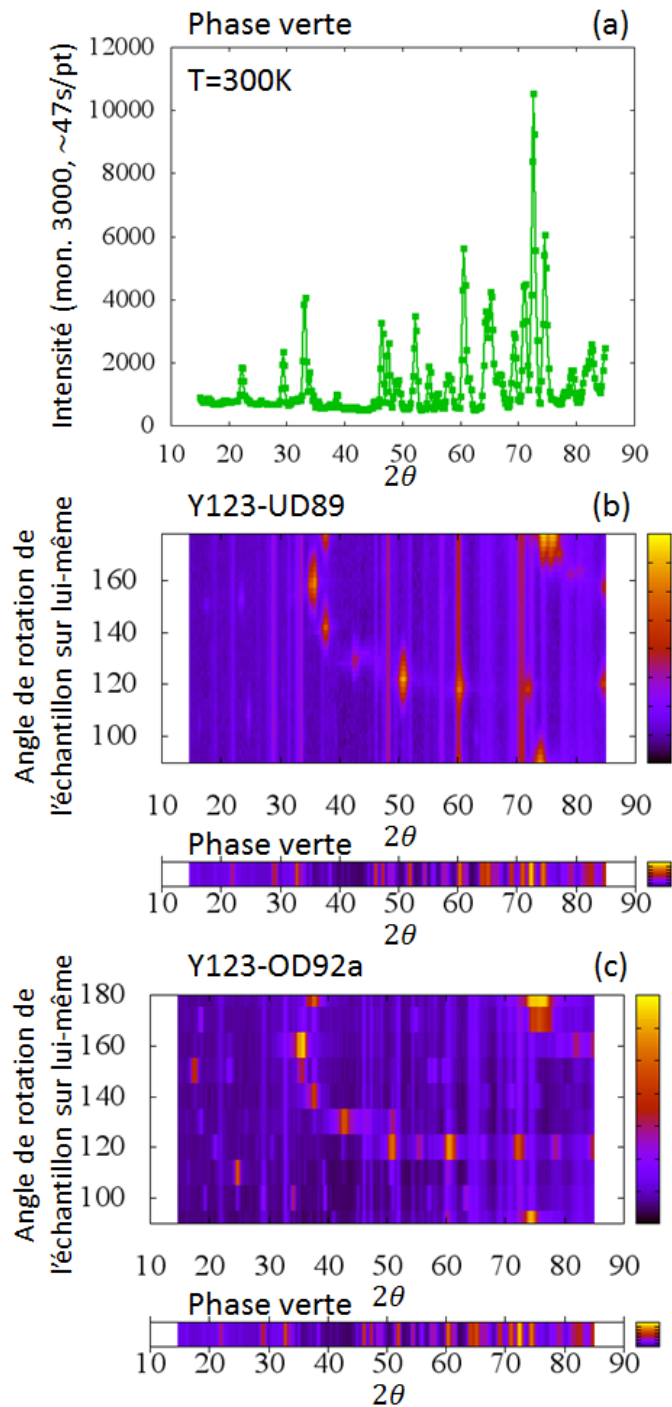 Phase verte (a)
12000
T=300K
10000
8000
6000
4000
2000
0
Intensité (mon. 3000, ~47s/pt)
10 20 30 40 50 60 70 80 90
2θ
Y123-UD89 (b)
160
140
120
100
Angle de rotation de
l'échantillon sur lui-même
10 20 30 40 50 60 70 80 90
2θ
Phase verte
10 20 30 40 50 60 70 80 90
2θ
Y123-OD92a (c)
180
160
140
120
100
Angle de rotation de
l'échantillon sur lui-même
10 20 30 40 50 60 70 80 90
2θ
Phase verte
10 20 30 40 50 60 70 80 90
2θ